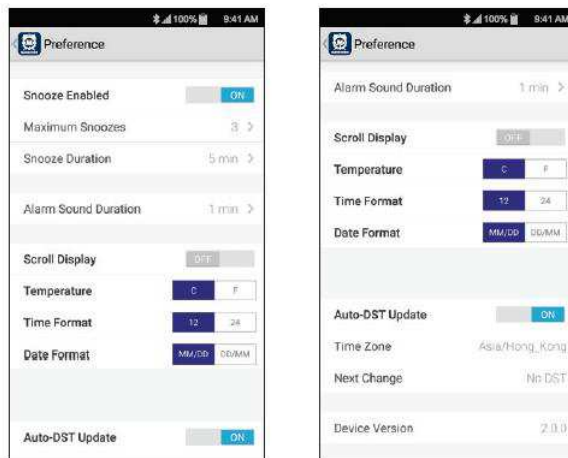 100% 9:41 AM
Preference
Snooze Enabled ON
Maximum Snoozes 3 >
Snooze Duration 5 min >
Alarm Sound Duration 1 min >
Scroll Display OFF
Temperature C F
Time Format 12 24
Date Format MM/DD DD/MM
Auto-DST Update ON
100% 9:41 AM
Preference
Alarm Sound Duration 1 min >
Scroll Display OFF
Temperature C F
Time Format 12 24
Date Format MM/DD DD/MM
Auto-DST Update ON
Time Zone Asia/Hong_Kong
Next Change No DST
Device Version 2.0.0